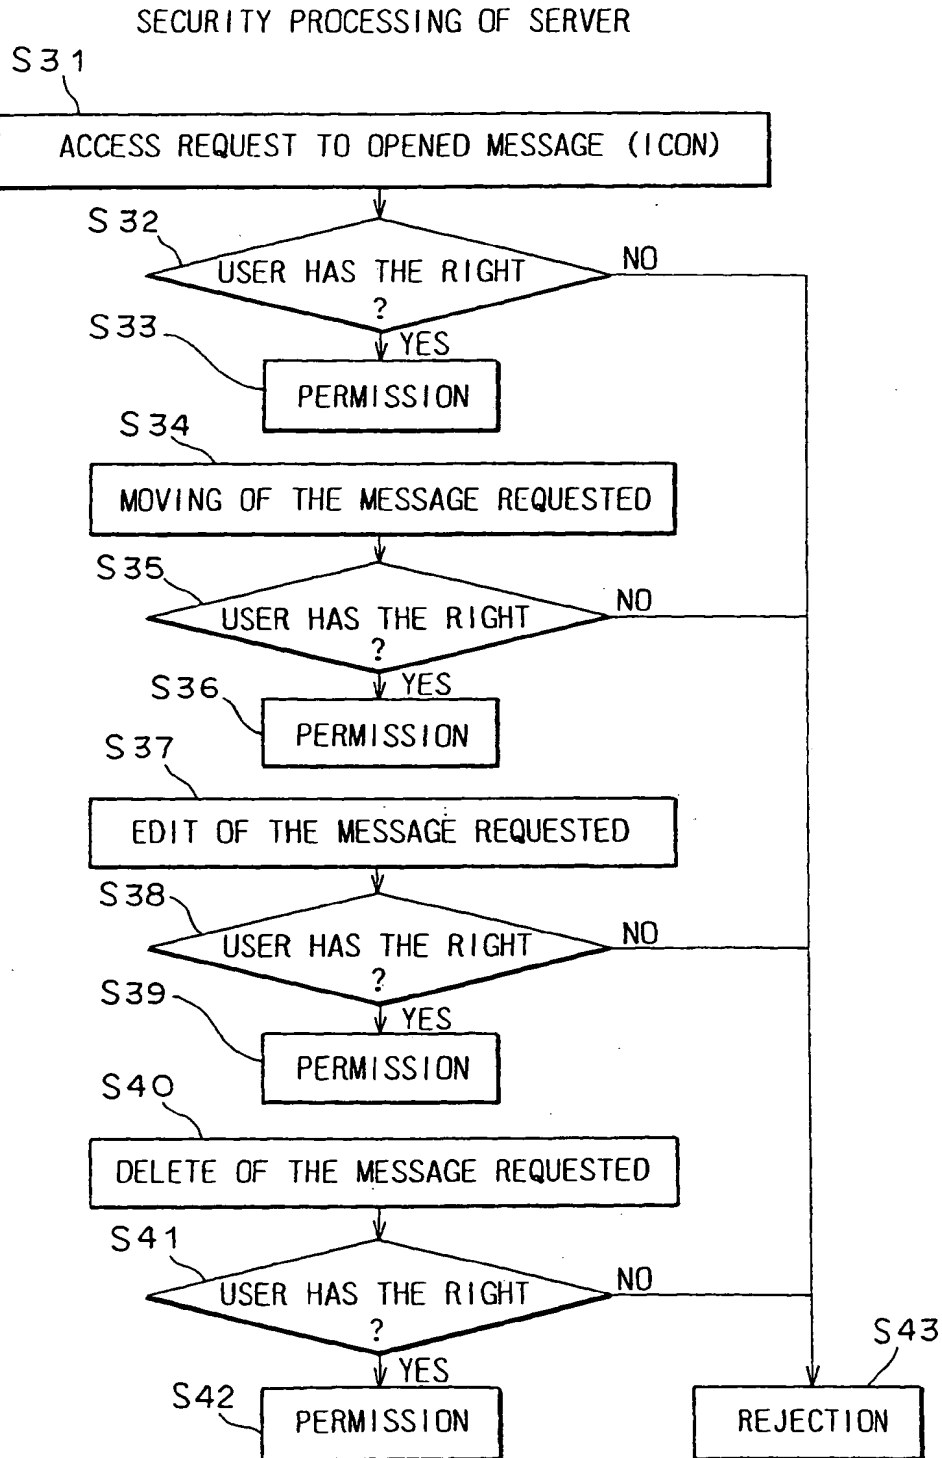 SECURITY PROCESSING OF SERVER
S31
ACCESS REQUEST TO OPENED MESSAGE (ICON)
S32
USER HAS THE RIGHT
?
NO
S33
YES
PERMISSION
S34
MOVING OF THE MESSAGE REQUESTED
S35
USER HAS THE RIGHT
?
NO
S36
YES
PERMISSION
S37
EDIT OF THE MESSAGE REQUESTED
S38
USER HAS THE RIGHT
?
NO
S39
YES
PERMISSION
S40
DELETE OF THE MESSAGE REQUESTED
S41
USER HAS THE RIGHT
?
NO
S42
YES
PERMISSION
S43
REJECTION